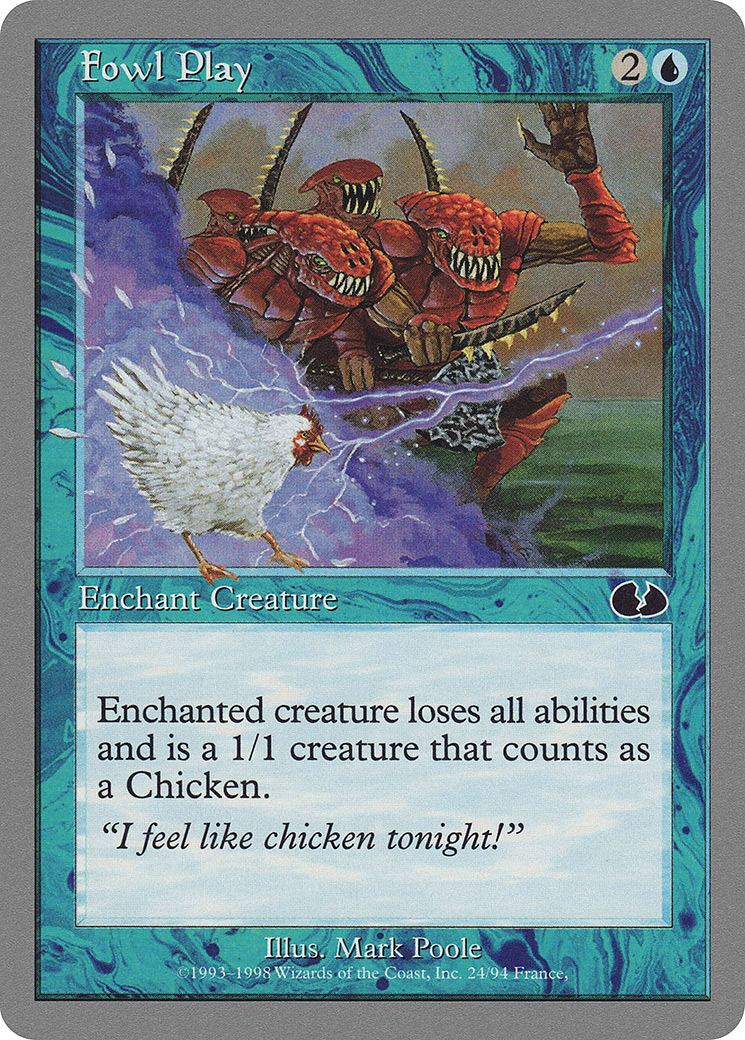 Fowl Play
2
Enchant Creature
Enchanted creature loses all abilities
and is a 1/1 creature that counts as
a Chicken.
“I feel like chicken tonight!”
Illus. Mark Poole
©1993–1998 Wizards of the Coast, Inc. 24/94 France,